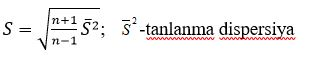 S = √((n+1)/(n−1) S̄²); S̄²-tanlanma dispersiya